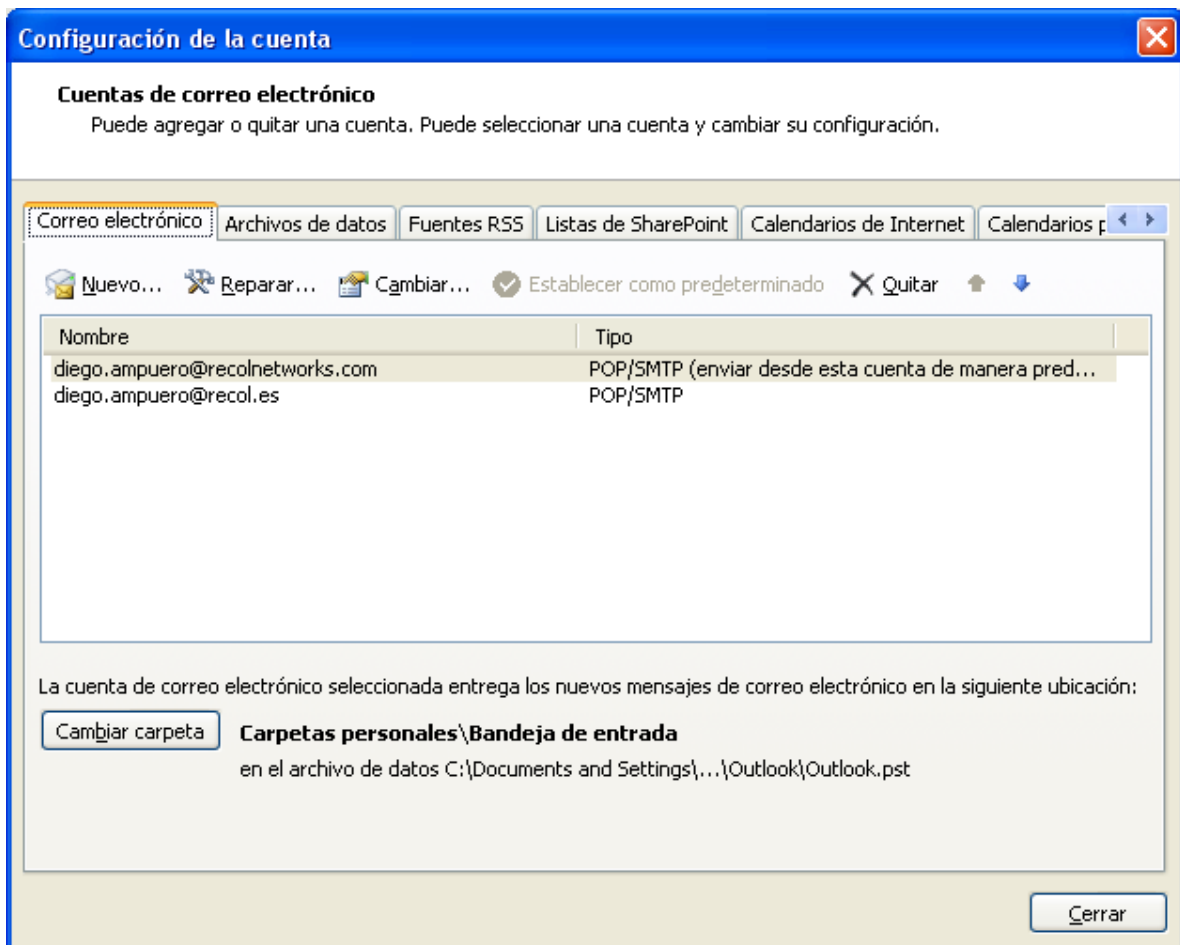 Configuración de la cuenta
Cuentas de correo electrónico
Puede agregar o quitar una cuenta. Puede seleccionar una cuenta y cambiar su configuración.
Correo electrónico Archivos de datos Fuentes RSS Listas de SharePoint Calendarios de Internet Calendarios p
Nuevo... Reparar... Cambiar... Establecer como predeterminado Quitar
Nombre Tipo
diego.ampuero@recolnetworks.com POP/SMTP (enviar desde esta cuenta de manera pred...
diego.ampuero@recol.es POP/SMTP
La cuenta de correo electrónico seleccionada entrega los nuevos mensajes de correo electrónico en la siguiente ubicación:
Cambiar carpeta Carpetas personales\Bandeja de entrada
en el archivo de datos C:\Documents and Settings\...\Outlook\Outlook.pst
Cerrar